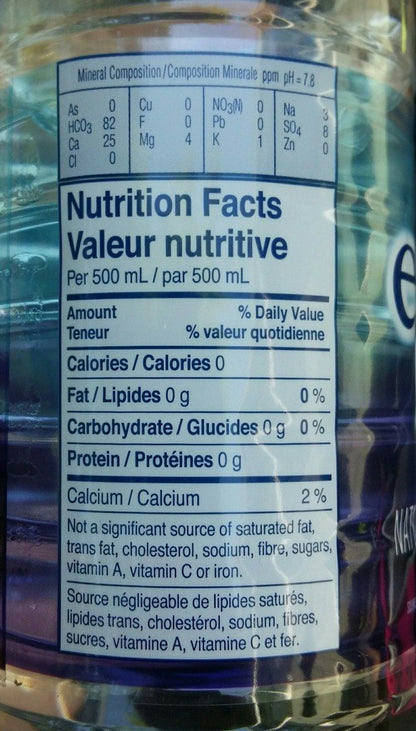 Mineral Composition/Composition Minerale ppm pH=7.8
As 0 Cu 0 NO3(N) 0 Na 3
HCO3 82 F 0 Pb 0 SO4 8
Ca 25 Mg 4 K 1 Zn 0
Cl 0
Nutrition Facts
Valeur nutritive
Per 500 mL / par 500 mL
Amount % Daily Value
Teneur % valeur quotidienne
Calories / Calories 0
Fat / Lipides 0 g 0 %
Carbohydrate / Glucides 0 g 0 %
Protein / Protéines 0 g
Calcium / Calcium 2 %
Not a significant source of saturated fat,
trans fat, cholesterol, sodium, fibre, sugars,
vitamin A, vitamin C or iron.
Source négligeable de lipides saturés,
lipides trans, cholestérol, sodium, fibres,
sucres, vitamine A, vitamine C et fer.